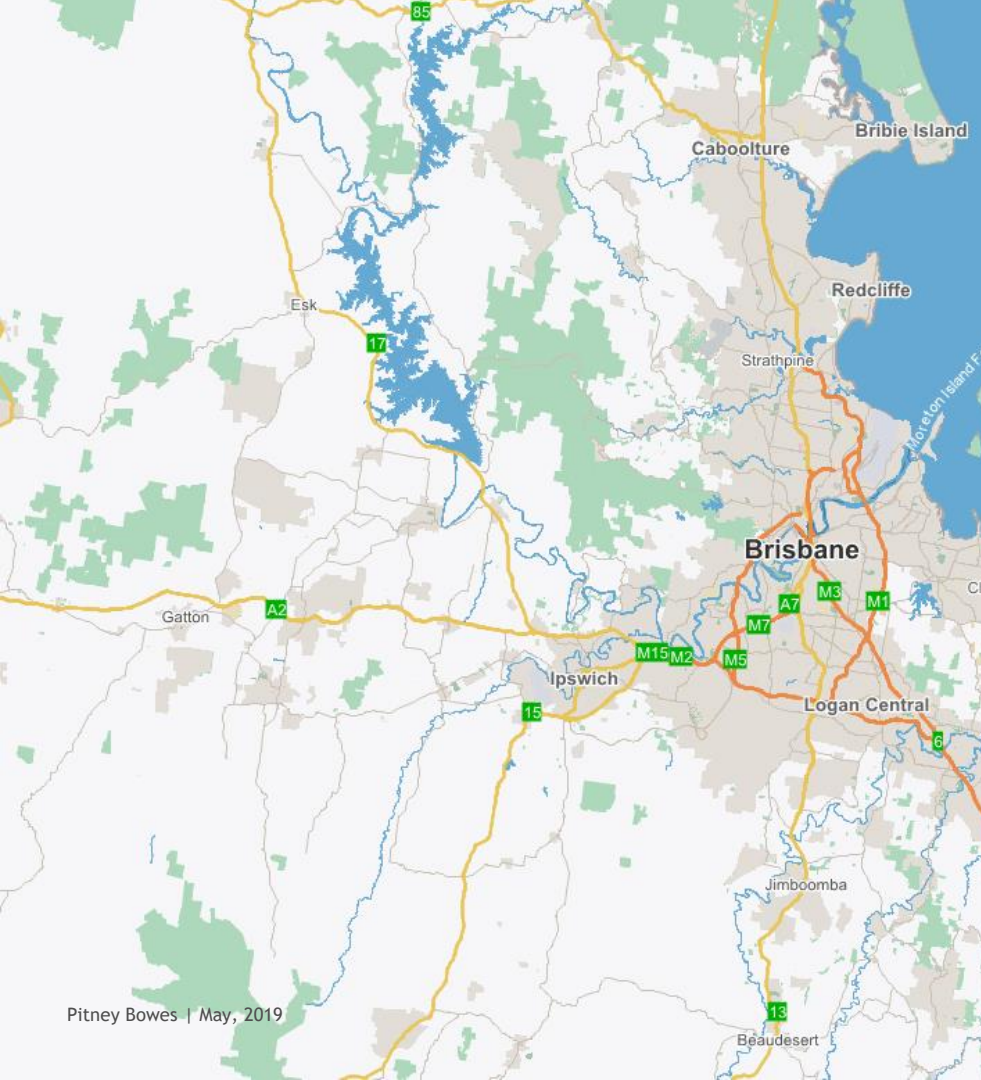 85
Bribie Island
Caboolture
Redcliffe
Esk
17
Strathpine
Moreton Island F
Brisbane
A2
Gatton
A7
M3
M1
M7
M15
M2
M5
Ipswich
Logan Central
15
6
Jimboomba
13
Pitney Bowes | May, 2019
Beaudesert